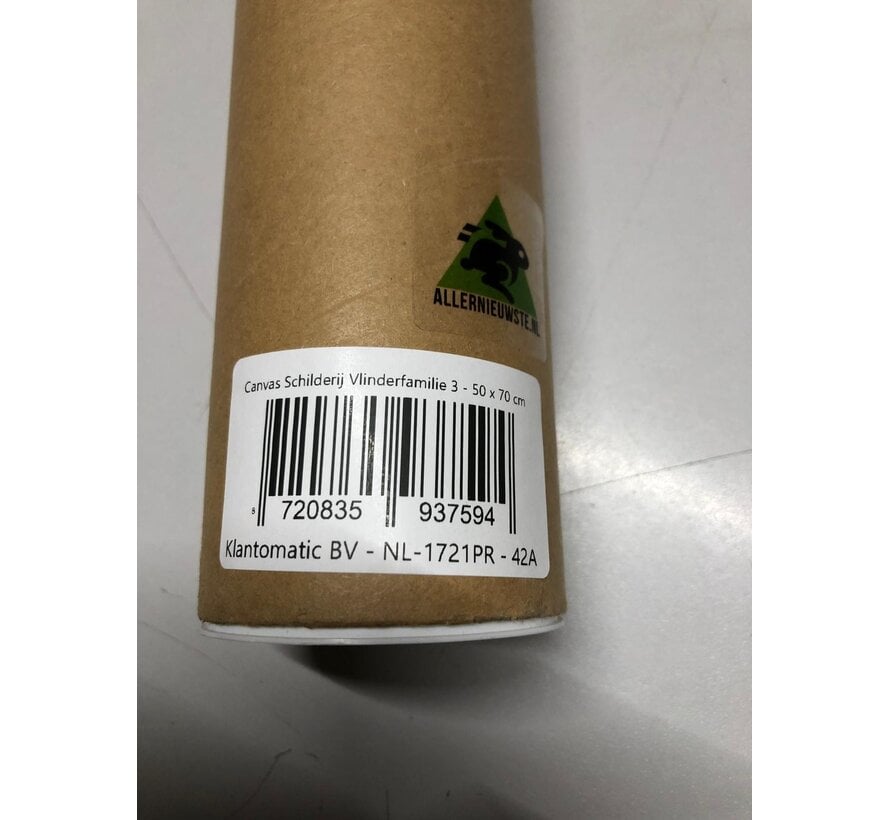 ALLERNIEUWSTE.NL
Canvas Schilderij Vlinderfamilie 3 - 50 x 70 cm
8 720835 937594
Klantomatic BV - NL-1721PR - 42A